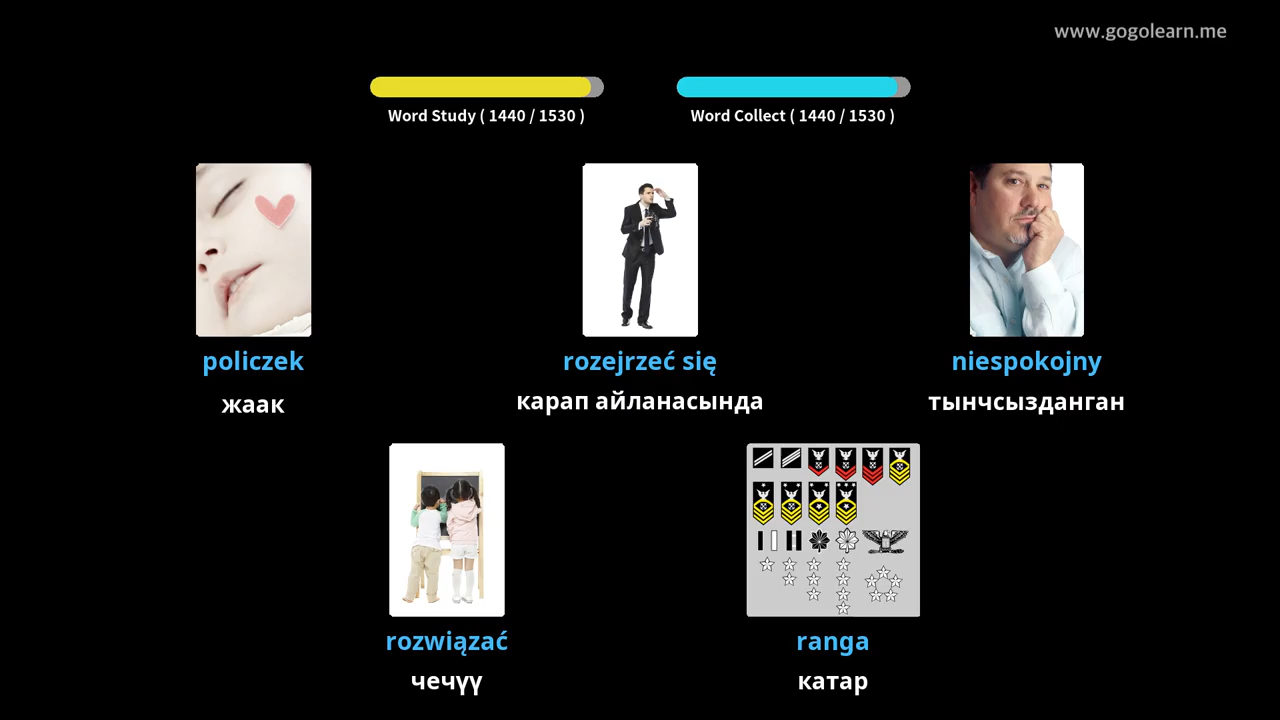 www.gogolearn.me
Word Study ( 1440 / 1530 )
Word Collect ( 1440 / 1530 )
policzek
rozejrzeć się
niespokojny
жаак
карап айланасында
тынчсызданган
rozwiązać
ranga
чечүү
катар